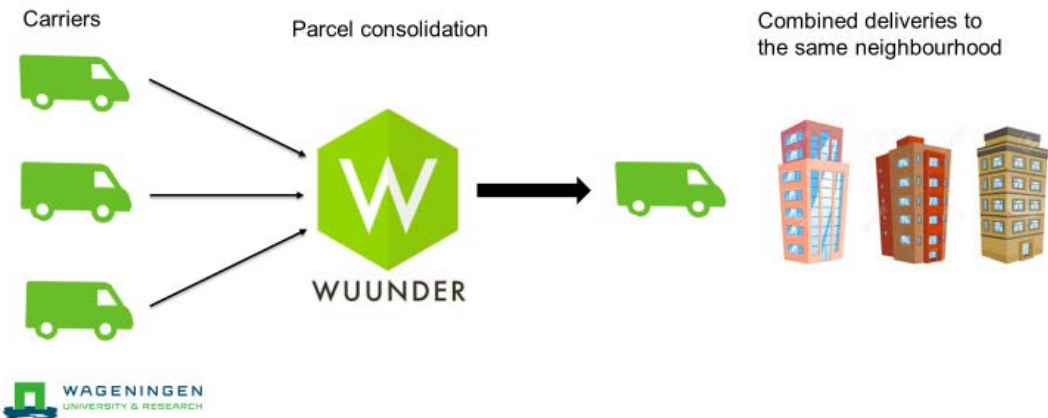 Carriers
Parcel consolidation
Combined deliveries to
the same neighbourhood
W
WUUNDER
WAGENINGEN
UNIVERSITY & RESEARCH